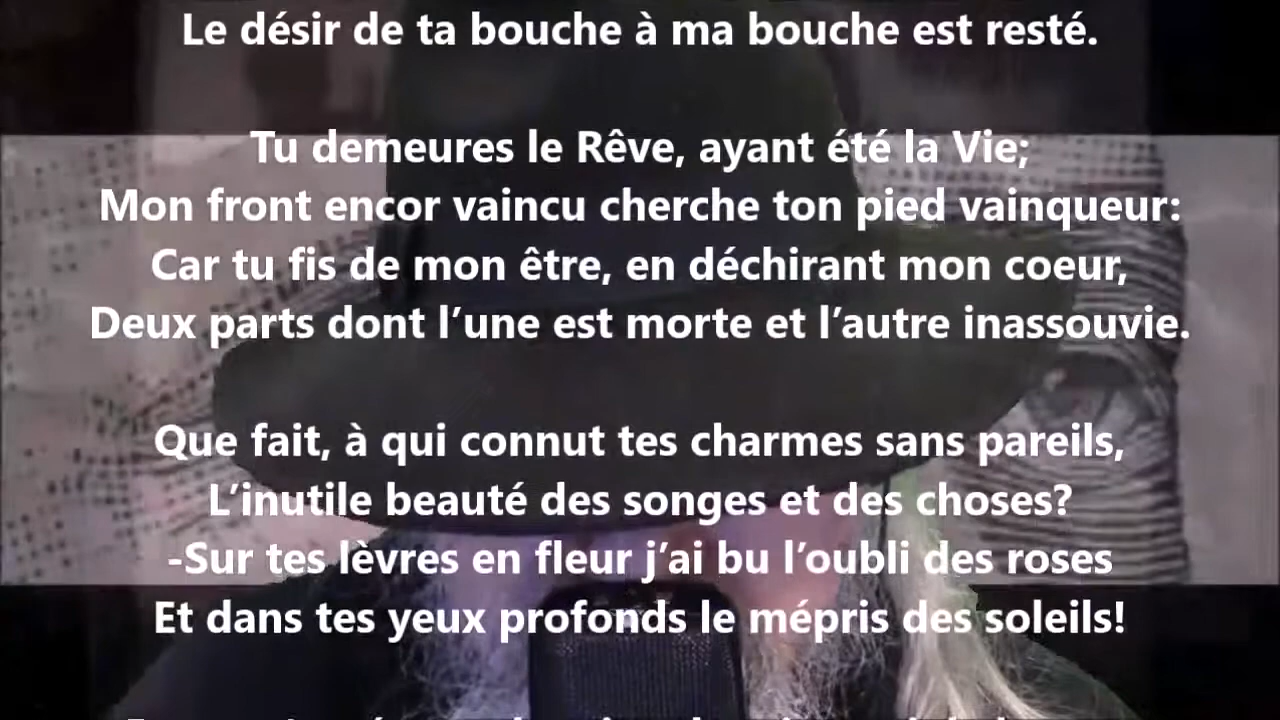 Le désir de ta bouche à ma bouche est resté.
Tu demeures le Rêve, ayant été la Vie;
Mon front encor vaincu cherche ton pied vainqueur:
Car tu fis de mon être, en déchirant mon coeur,
Deux parts dont l’une est morte et l’autre inassouvie.
Que fait, à qui connut tes charmes sans pareils,
L’inutile beauté des songes et des choses?
-Sur tes lèvres en fleur j’ai bu l’oubli des roses
Et dans tes yeux profonds le mépris des soleils!